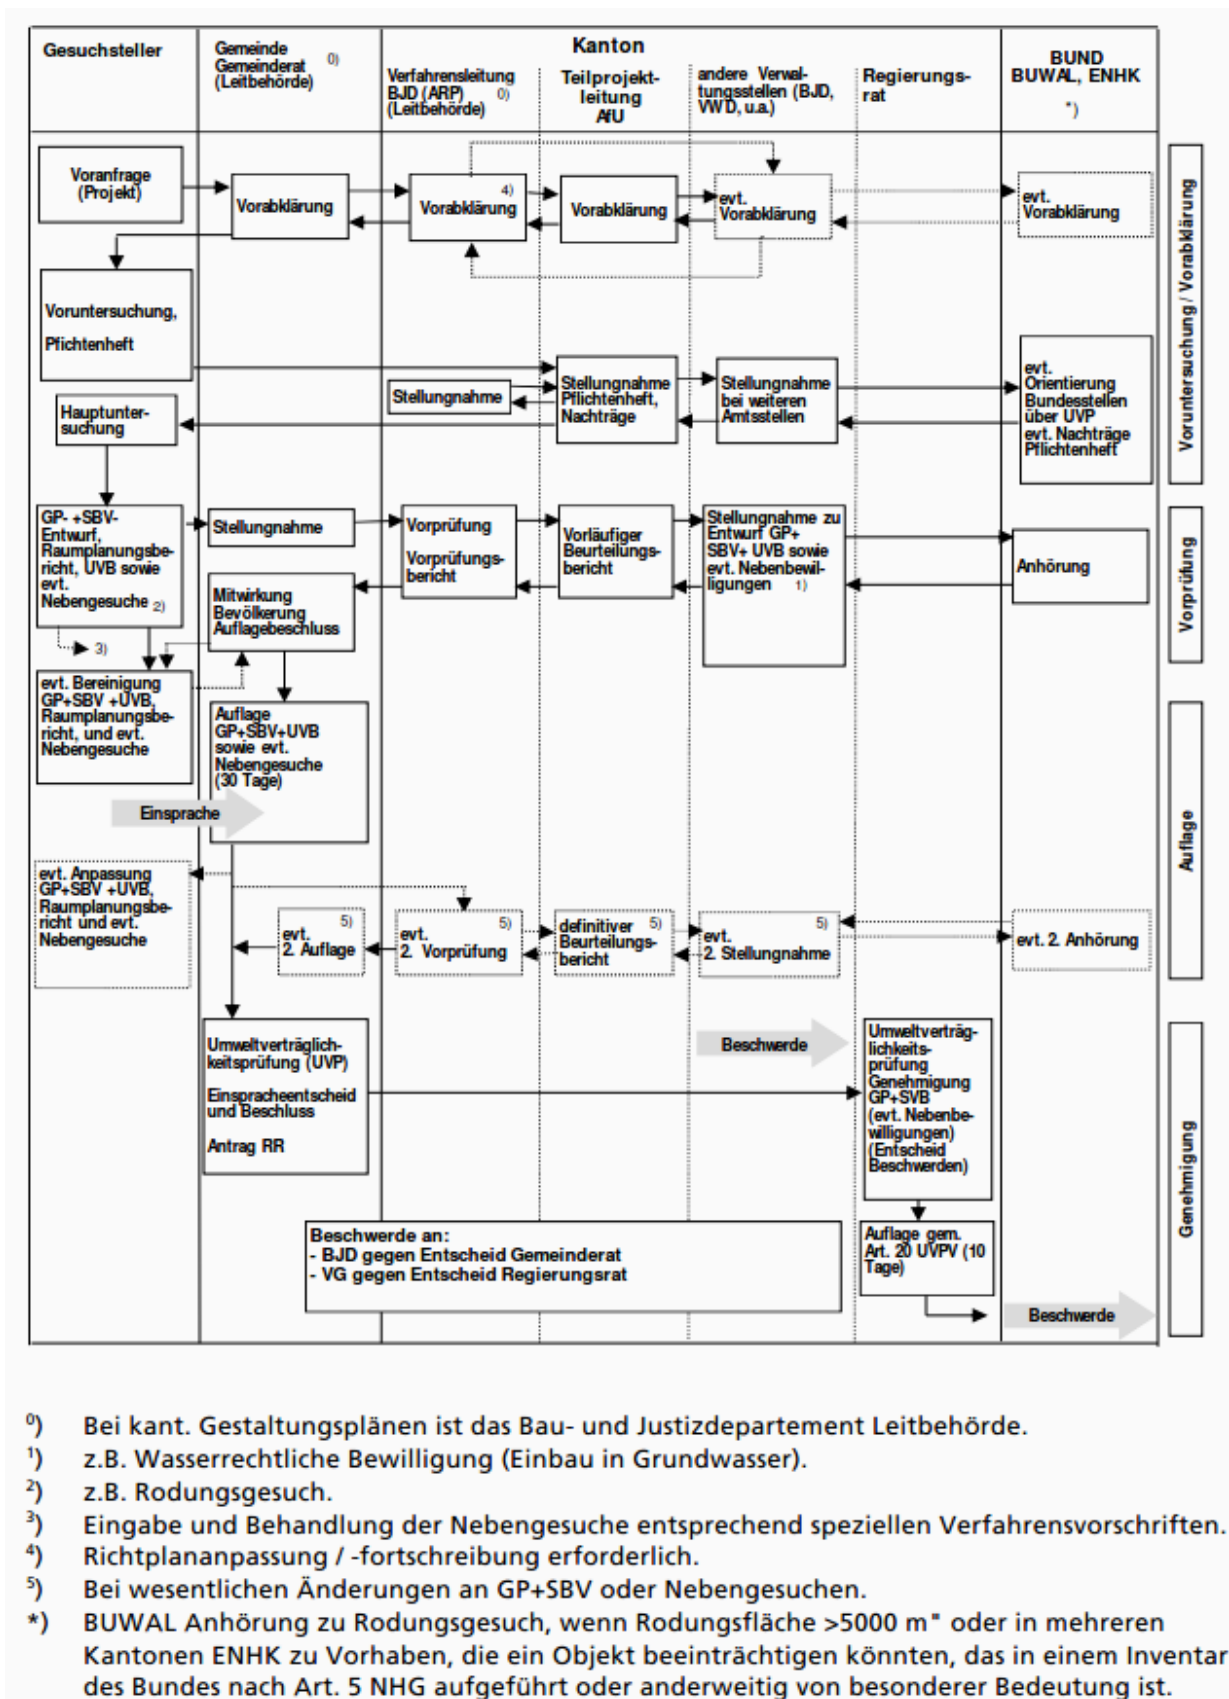 Gesuchsteller
Gemeinde
Gemeinderat 0)
(Leitbehörde)
Kanton
Verfahrensleitung
BJD (ARP) 0)
(Leitbehörde)
Teilprojekt-
leitung
AfU
andere Verwal-
tungsstellen (BJD,
VWD, u.a.)
Regierungs-
rat
BUND
BUWAL, ENHK
*)
Voranfrage
(Projekt)
Vorabklärung
4)
Vorabklärung
Vorabklärung
evt.
Vorabklärung
evt.
Vorabklärung
Voruntersuchung,
Pflichtenheft
Stellungnahme
Stellungnahme
Pflichtenheft,
Nachträge
Stellungnahme
bei weiteren
Amtsstellen
evt.
Orientierung
Bundesstellen
über UVP
evt. Nachträge
Pflichtenheft
Hauptunter-
suchung
Voruntersuchung / Vorabklärung
GP- +SBV-
Entwurf,
Raumplanungsbe-
richt, UVB sowie
evt.
Nebengesuche 2)
3)
Stellungnahme
Vorprüfung
Vorprüfungs-
bericht
Vorläufiger
Beurteilungs-
bericht
Stellungnahme zu
Entwurf GP+
SBV+ UVB sowie
evt. Nebenbewil-
ligungen 1)
Anhörung
Mitwirkung
Bevölkerung
Auflagebeschluss
Vorprüfung
evt. Bereinigung
GP+SBV +UVB,
Raumplanungsbe-
richt, und evt.
Nebengesuche
Auflage
GP+SBV+UVB
sowie evt.
Nebengesuche
(30 Tage)
Einsprache
evt. Anpassung
GP+SBV +UVB,
Raumplanungsbe-
richt und evt.
Nebengesuche
5)
evt.
2. Auflage
5)
evt.
2. Vorprüfung
definitiver 5)
Beurteilungs-
bericht
5)
evt.
2. Stellungnahme
evt. 2. Anhörung
Auflage
Umweltverträglich-
keitsprüfung (UVP)
Einspracheentscheid
und Beschluss
Antrag RR
Beschwerde
Umweltverträg-
lichkeits-
prüfung
Genehmigung
GP+SVB
(evt. Nebenbe-
willigungen)
(Entscheid
Beschwerden)
Beschwerde an:
- BJD gegen Entscheid Gemeinderat
- VG gegen Entscheid Regierungsrat
Auflage gem.
Art. 20 UVPV (10
Tage)
Beschwerde
Genehmigung
0) Bei kant. Gestaltungsplänen ist das Bau- und Justizdepartement Leitbehörde.
1) z.B. Wasserrechtliche Bewilligung (Einbau in Grundwasser).
2) z.B. Rodungsgesuch.
3) Eingabe und Behandlung der Nebengesuche entsprechend speziellen Verfahrensvorschriften.
4) Richtplananpassung / -fortschreibung erforderlich.
5) Bei wesentlichen Änderungen an GP+SBV oder Nebengesuchen.
*) BUWAL Anhörung zu Rodungsgesuch, wenn Rodungsfläche >5000 m" oder in mehreren
Kantonen ENHK zu Vorhaben, die ein Objekt beeinträchtigen könnten, das in einem Inventar
des Bundes nach Art. 5 NHG aufgeführt oder anderweitig von besonderer Bedeutung ist.